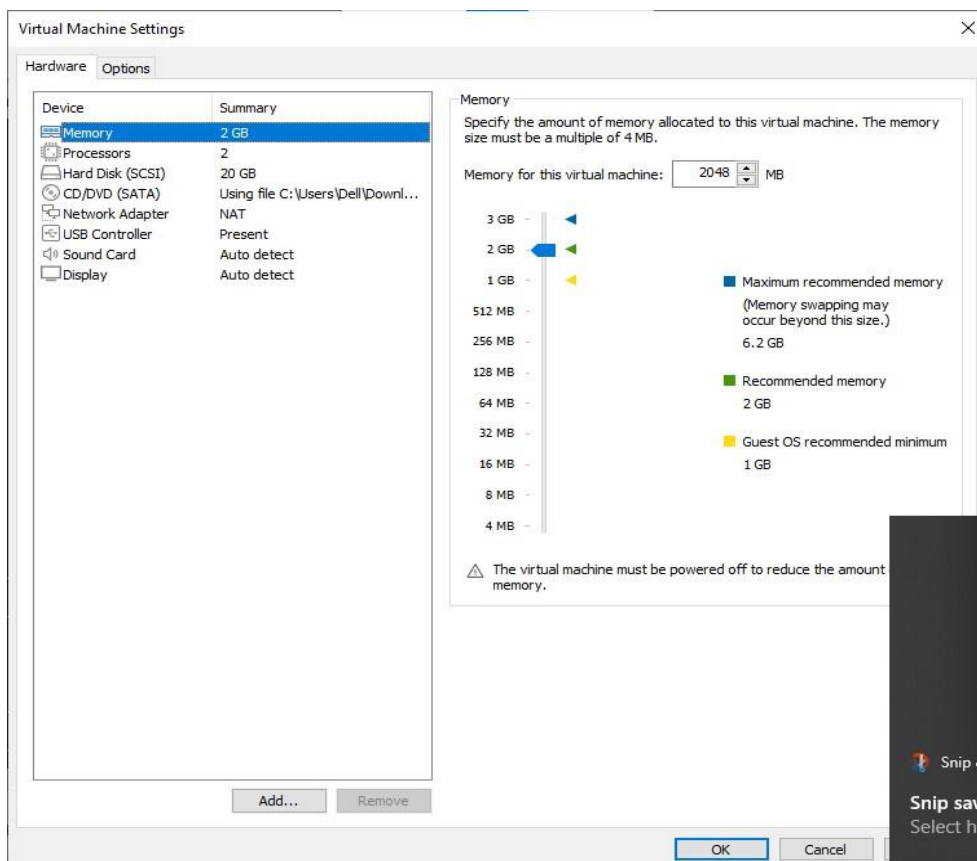 Virtual Machine Settings
Hardware Options
Device Summary
Memory 2 GB
Processors 2
Hard Disk (SCSI) 20 GB
CD/DVD (SATA) Using file C:\Users\Dell\Downl...
Network Adapter NAT
USB Controller Present
Sound Card Auto detect
Display Auto detect
Add... Remove
Memory
Specify the amount of memory allocated to this virtual machine. The memory
size must be a multiple of 4 MB.
Memory for this virtual machine: 2048 MB
3 GB
2 GB
1 GB
512 MB
256 MB
128 MB
64 MB
32 MB
16 MB
8 MB
4 MB
Maximum recommended memory
(Memory swapping may
occur beyond this size.)
6.2 GB
Recommended memory
2 GB
Guest OS recommended minimum
1 GB
The virtual machine must be powered off to reduce the amount
memory.
OK Cancel
Snip
Snip sav
Select h